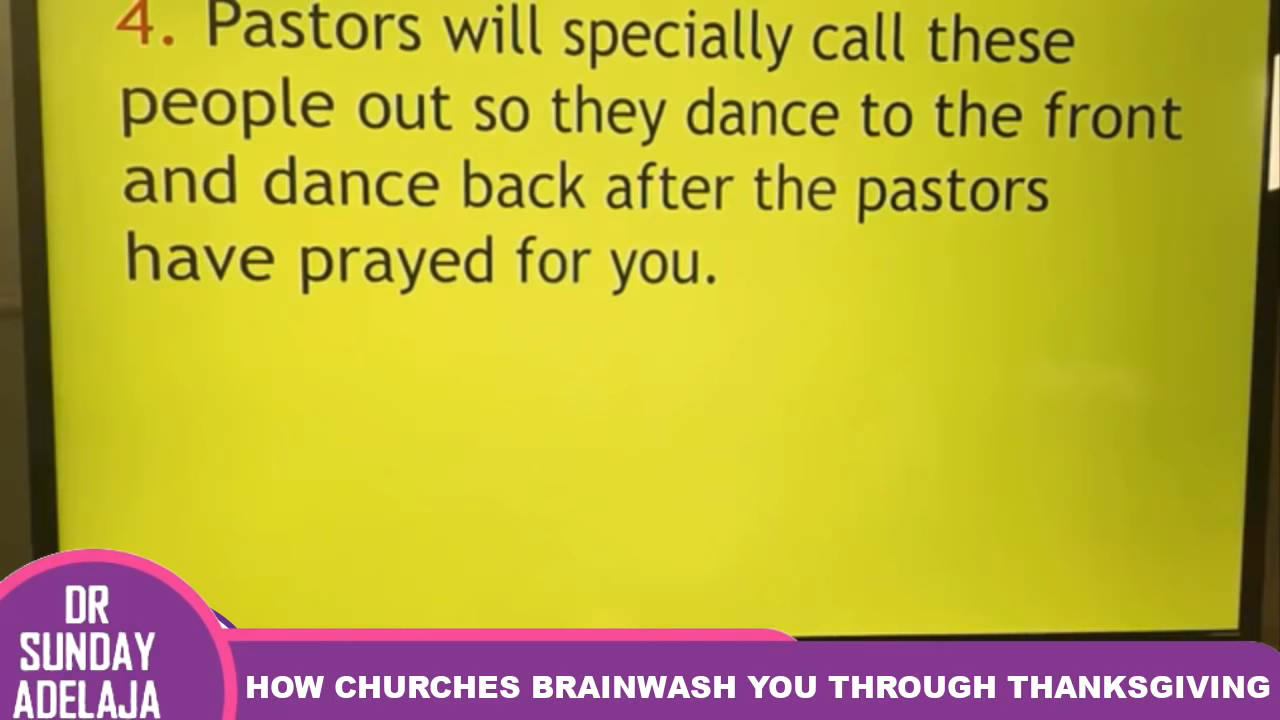 4. Pastors will specially call these
people out so they dance to the front
and dance back after the pastors
have prayed for you.
DR
SUNDAY
ADELAJA
HOW CHURCHES BRAINWASH YOU THROUGH THANKSGIVING